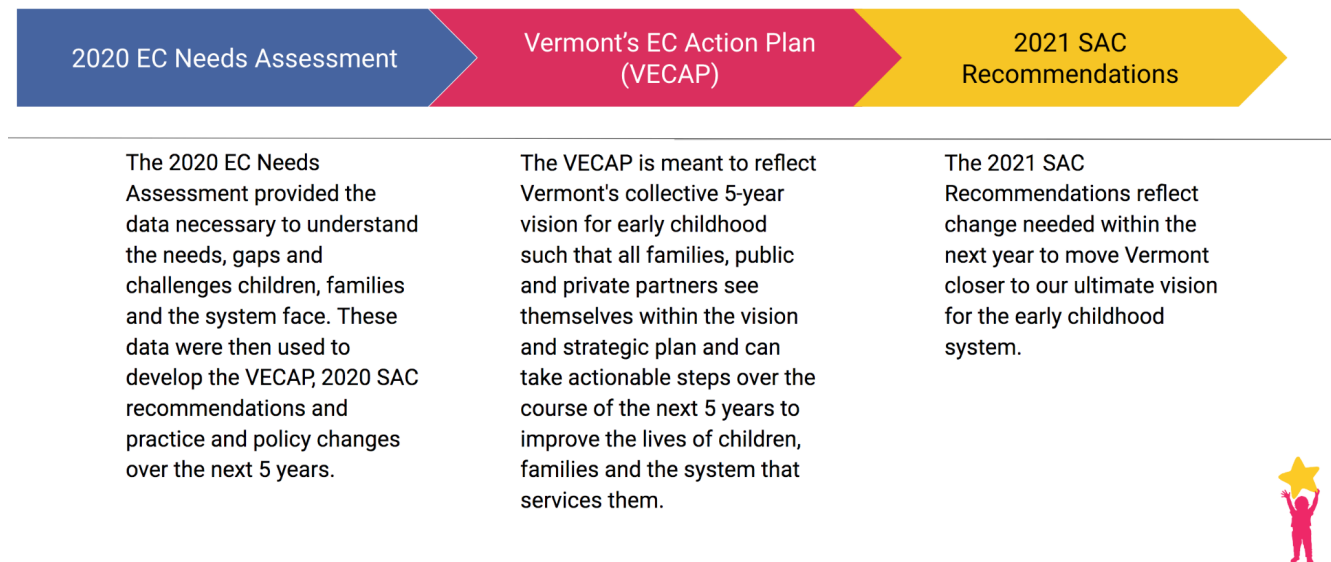 2020 EC Needs Assessment
Vermont's EC Action Plan
(VECAP)
2021 SAC
Recommendations
The 2020 EC Needs
Assessment provided the
data necessary to understand
the needs, gaps and
challenges children, families
and the system face. These
data were then used to
develop the VECAP, 2020 SAC
recommendations and
practice and policy changes
over the next 5 years.
The VECAP is meant to reflect
Vermont's collective 5-year
vision for early childhood
such that all families, public
and private partners see
themselves within the vision
and strategic plan and can
take actionable steps over the
course of the next 5 years to
improve the lives of children,
families and the system that
services them.
The 2021 SAC
Recommendations reflect
change needed within the
next year to move Vermont
closer to our ultimate vision
for the early childhood
system.